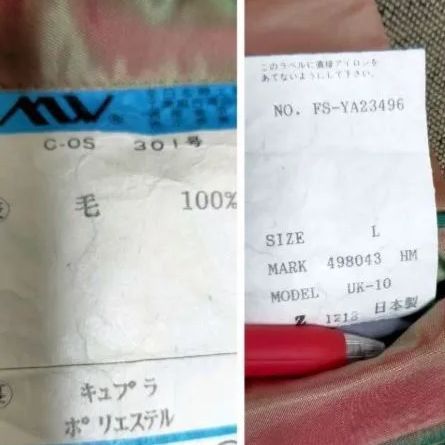 MW
C-OS 301号
毛 100%
キュプラ
ポリエステル
このラベルに直接アイロンを
あてないようにして下さい。
NO. FS-YA23496
SIZE L
MARK 498043 HM
MODEL UK-10
Z 1213 日本製